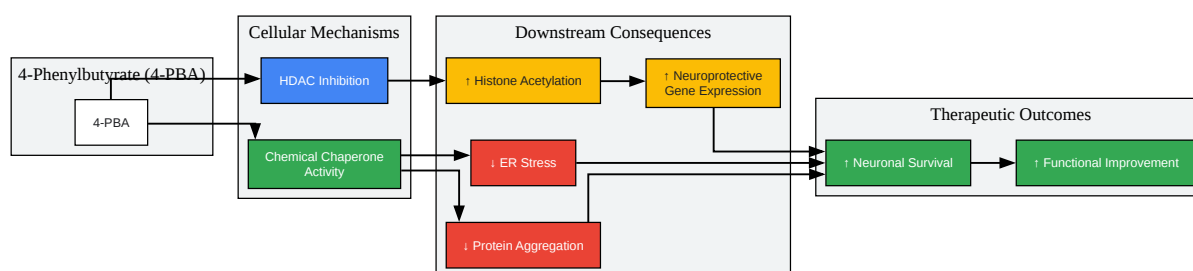 4-Phenylbutyrate (4-PBA)
4-PBA
Cellular Mechanisms
HDAC Inhibition
Chemical Chaperone
Activity
Downstream Consequences
↑ Histone Acetylation
↑ Neuroprotective
Gene Expression
↓ ER Stress
↓ Protein Aggregation
Therapeutic Outcomes
↑ Neuronal Survival
↑ Functional Improvement